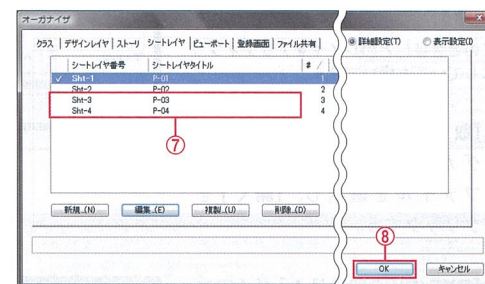 オーガナイザ
クラス デザインレイヤ ストーリ シートレイヤ ビューポート 登録画面 ファイル共有 詳細設定(T) 表示設定(I)
シートレイヤ番号 シートレイヤタイトル # /
✓ Sht-1 P-01 1
Sht-2 P-02 2
Sht-3 P-03 3
Sht-4 P-04 4
⑦
新規...(N) 編集...(E) 複製...(U) 削除...(D)
⑧
OK キャンセル